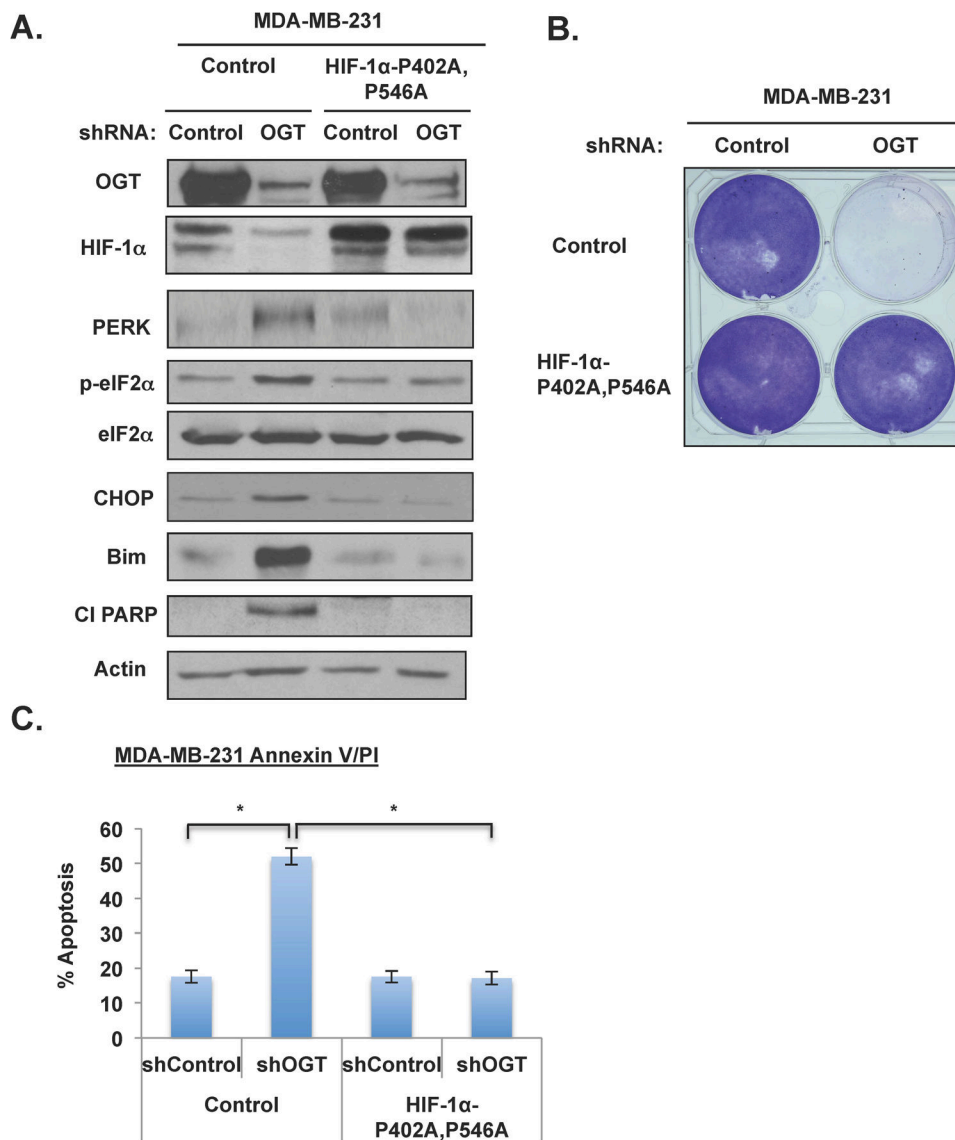 A.
MDA-MB-231
Control
HIF-1α-P402A,
P546A
shRNA: Control OGT Control OGT
OGT
HIF-1α
PERK
p-eIF2α
eIF2α
CHOP
Bim
Cl PARP
Actin
B.
MDA-MB-231
shRNA: Control OGT
Control
HIF-1α-
P402A,P546A
C.
MDA-MB-231 Annexin V/PI
* *
% Apoptosis
60
50
40
30
20
10
0
shControl shOGT shControl shOGT
Control HIF-1α-
P402A,P546A